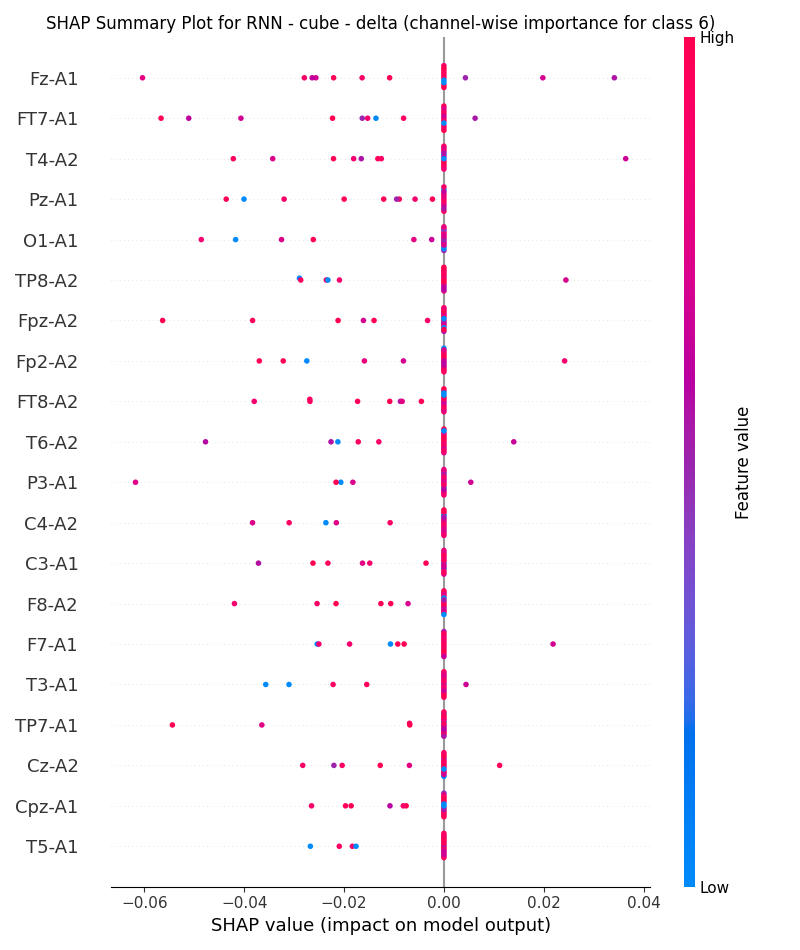 SHAP Summary Plot for RNN - cube - delta (channel-wise importance for class 6)
High
Fz-A1
FT7-A1
T4-A2
Pz-A1
O1-A1
TP8-A2
Fpz-A2
Fp2-A2
FT8-A2
T6-A2
P3-A1
C4-A2
C3-A1
F8-A2
F7-A1
T3-A1
TP7-A1
Cz-A2
Cpz-A1
T5-A1
Feature value
Low
−0.06 −0.04 −0.02 0.00 0.02 0.04
SHAP value (impact on model output)